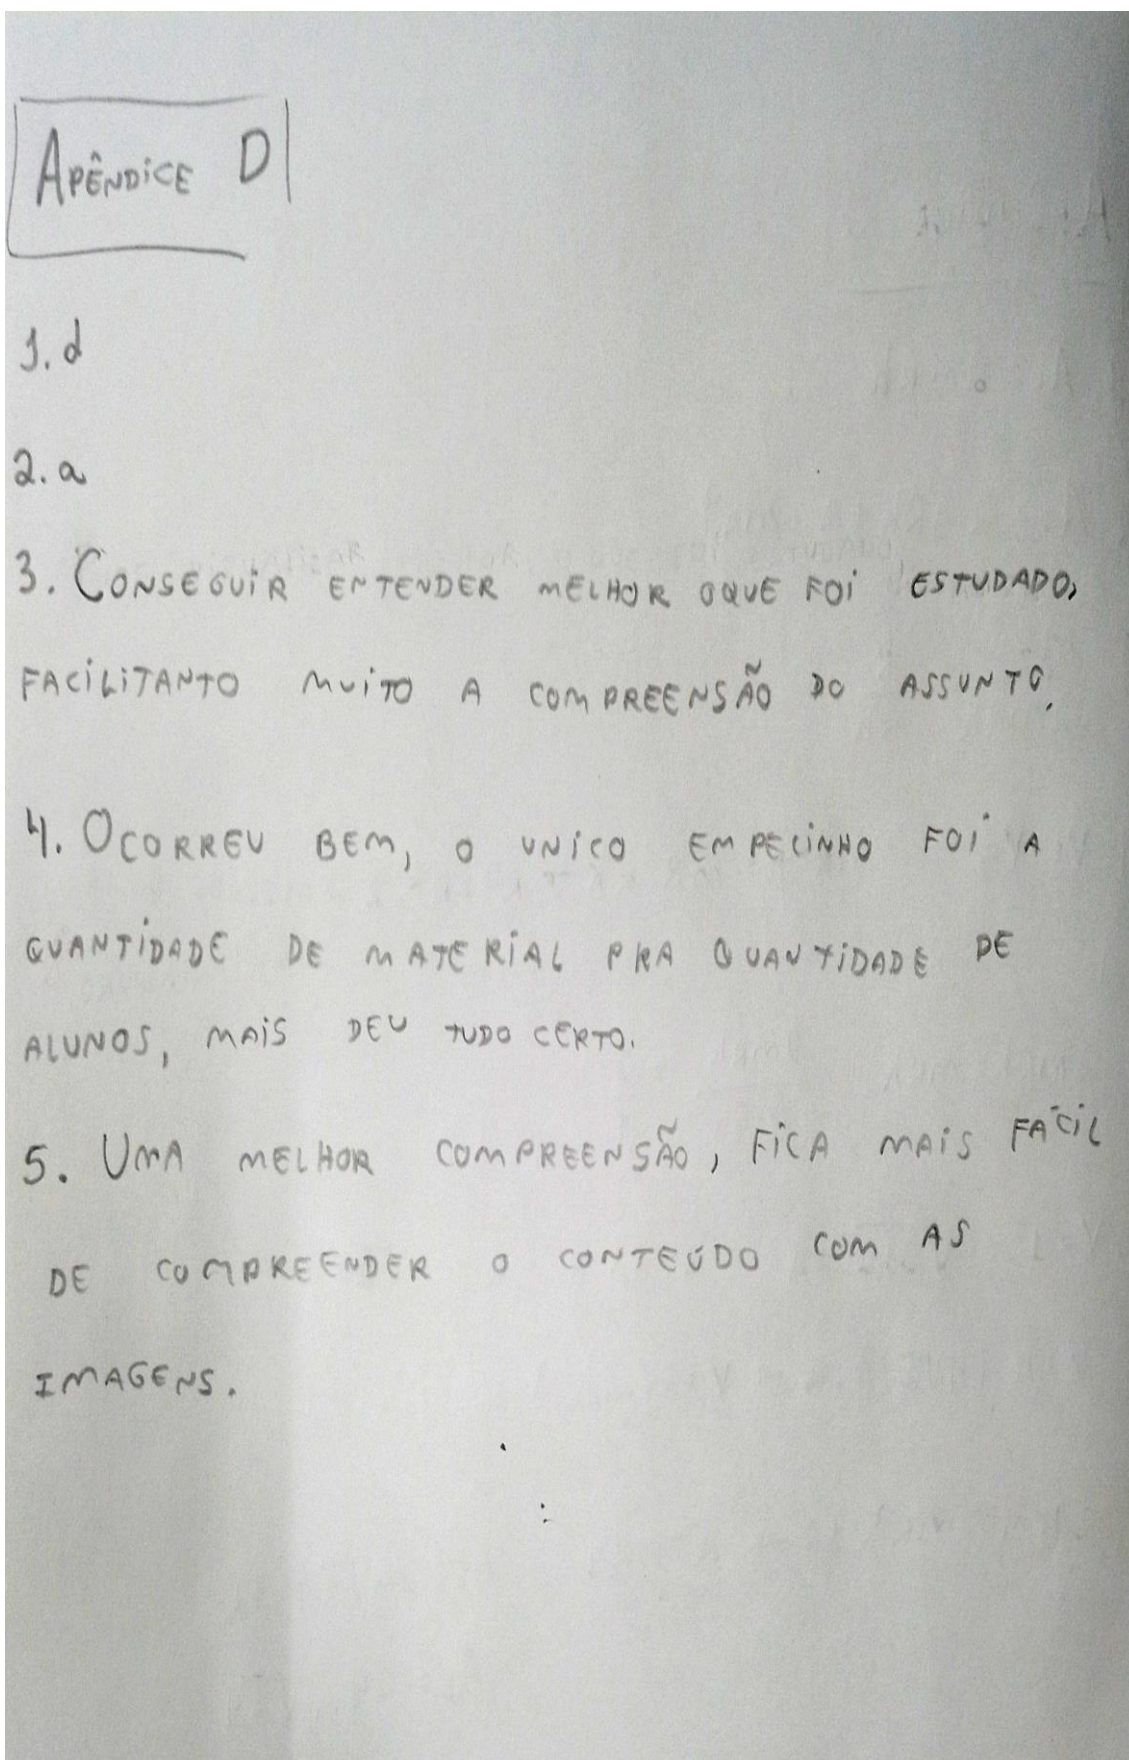 APÊNDICE D
1. d
2. a
3. CONSEGUIR ENTENDER MELHOR OQUE FOI ESTUDADO,
FACILITANTO MUITO A COMPREENSÃO DO ASSUNTO.
4. OCORREU BEM, O UNICO EMPECINHO FOI A
QUANTIDADE DE MATERIAL PRA QUANTIDADE DE
ALUNOS, MAIS DEU TUDO CERTO.
5. UMA MELHOR COMPREENSÃO, FICA MAIS FÁCIL
DE COMPREENDER O CONTEÚDO COM AS
IMAGENS.